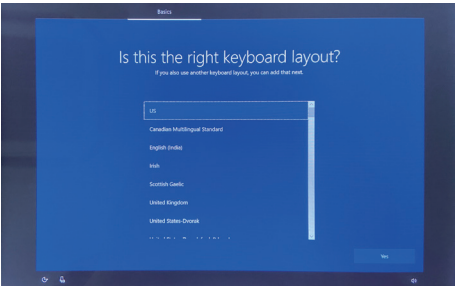 Basics
Is this the right keyboard layout?
If you also use another keyboard layout, you can add that next.
US
Canadian Multilingual Standard
English (India)
Irish
Scottish Gaelic
United Kingdom
United States-Dvorak
Yes